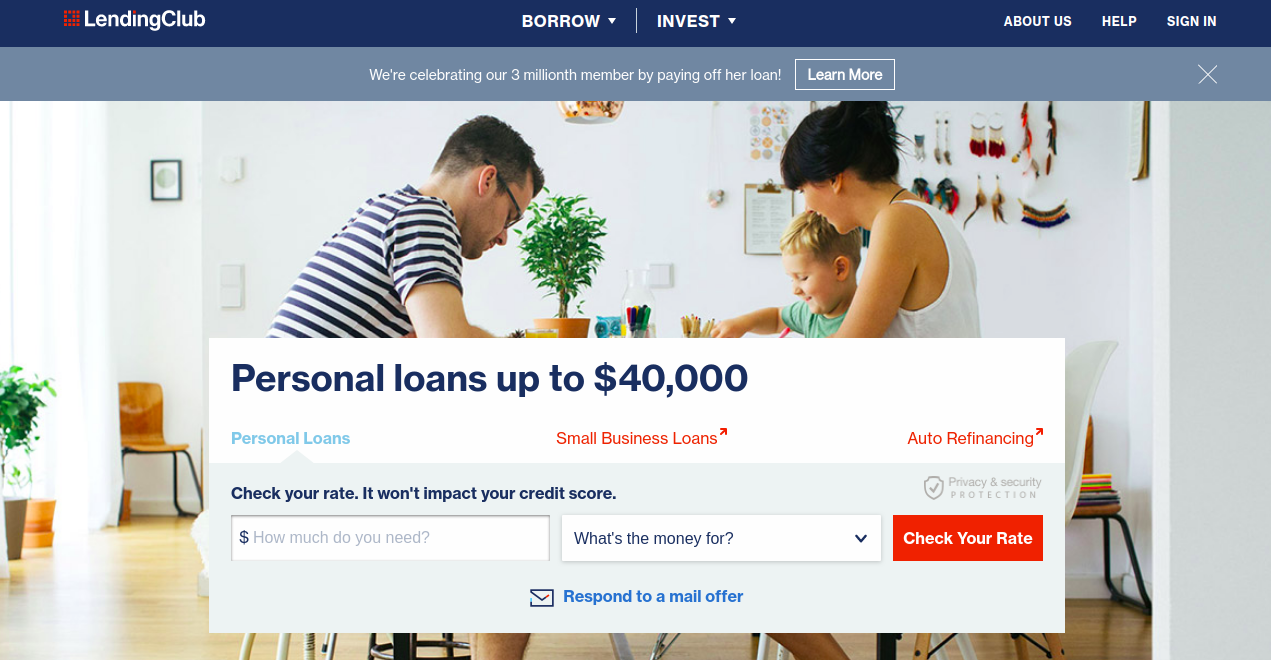 LendingClub
BORROW
INVEST
ABOUT US
HELP
SIGN IN
We're celebrating our 3 millionth member by paying off her loan!
Learn More
Personal loans up to $40,000
Personal Loans
Small Business Loans
Auto Refinancing
Check your rate. It won't impact your credit score.
Privacy & security
PROTECTION
$ How much do you need?
What's the money for?
Check Your Rate
Respond to a mail offer